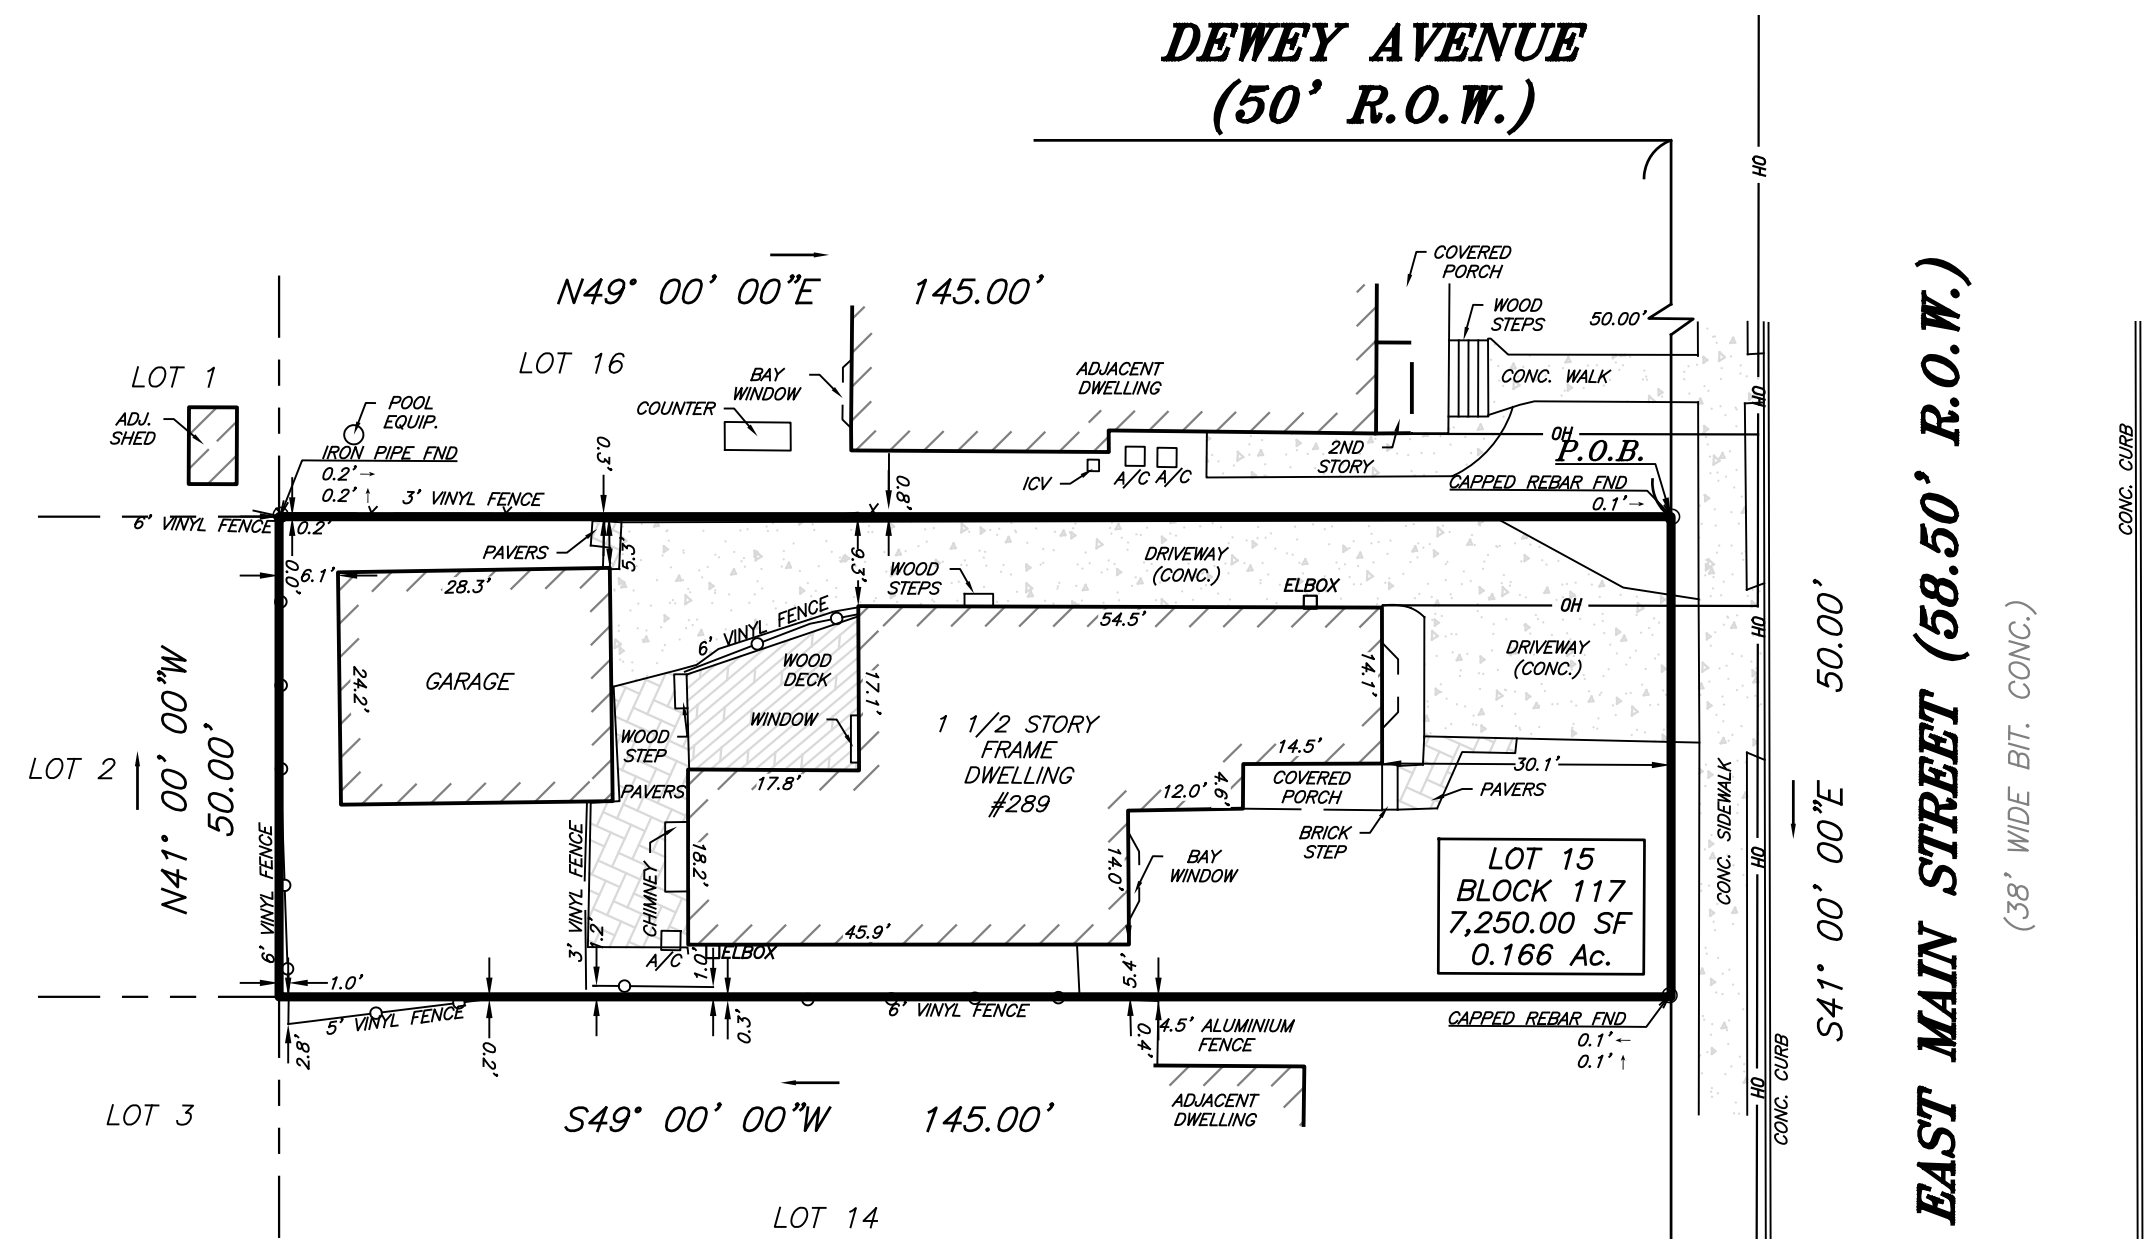 DEWEY AVENUE
(50' R.O.W.)
HO
N49° 00' 00"E 145.00'
COVERED
PORCH
WOOD
STEPS
50.00'
LOT 16
LOT 1
BAY
WINDOW
ADJACENT
DWELLING
CONC. WALK
HO
ADJ.
SHED
POOL
EQUIP.
COUNTER
IRON PIPE FND
0.2'
0.2'
3' VINYL FENCE
0.3'
0.8'
ICV
A/C A/C
2ND
STORY
OH
P.O.B.
CAPPED REBAR FND
0.1'
CONC. CURB
6' VINYL FENCE
0.2'
0.0'
6.1'
28.3'
PAVERS
5.3'
9.3'
WOOD
STEPS
DRIVEWAY
(CONC.)
ELBOX
OH
54.5'
HO
6' VINYL FENCE
GARAGE
24.2'
WOOD
DECK
17.1'
WINDOW
WOOD
STEP
14.1'
DRIVEWAY
(CONC.)
1 1/2 STORY
FRAME
DWELLING
#289
14.5'
30.1'
COVERED
PORCH
4.6'
12.0'
PAVERS
BRICK
STEP
17.8'
PAVERS
LOT 2
N41° 00' 00"W
50.00'
6' VINYL FENCE
3' VINYL FENCE
CHIMNEY
18.2'
14.0'
BAY
WINDOW
LOT 15
BLOCK 117
7,250.00 SF
0.166 Ac.
CONC. SIDEWALK
HO
S41° 00' 00"E 50.00'
EAST MAIN STREET (58.50' R.O.W.)
(38' WIDE BIT. CONC.)
45.9'
1.2'
A/C
ELBOX
1.0'
5.4'
1.0'
5' VINYL FENCE
2.8'
0.2'
0.3'
6' VINYL FENCE
0.4'
4.5' ALUMINIUM
FENCE
CAPPED REBAR FND
0.1'
0.1'
CONC. CURB
HO
ADJACENT
DWELLING
S49° 00' 00"W 145.00'
LOT 3
LOT 14